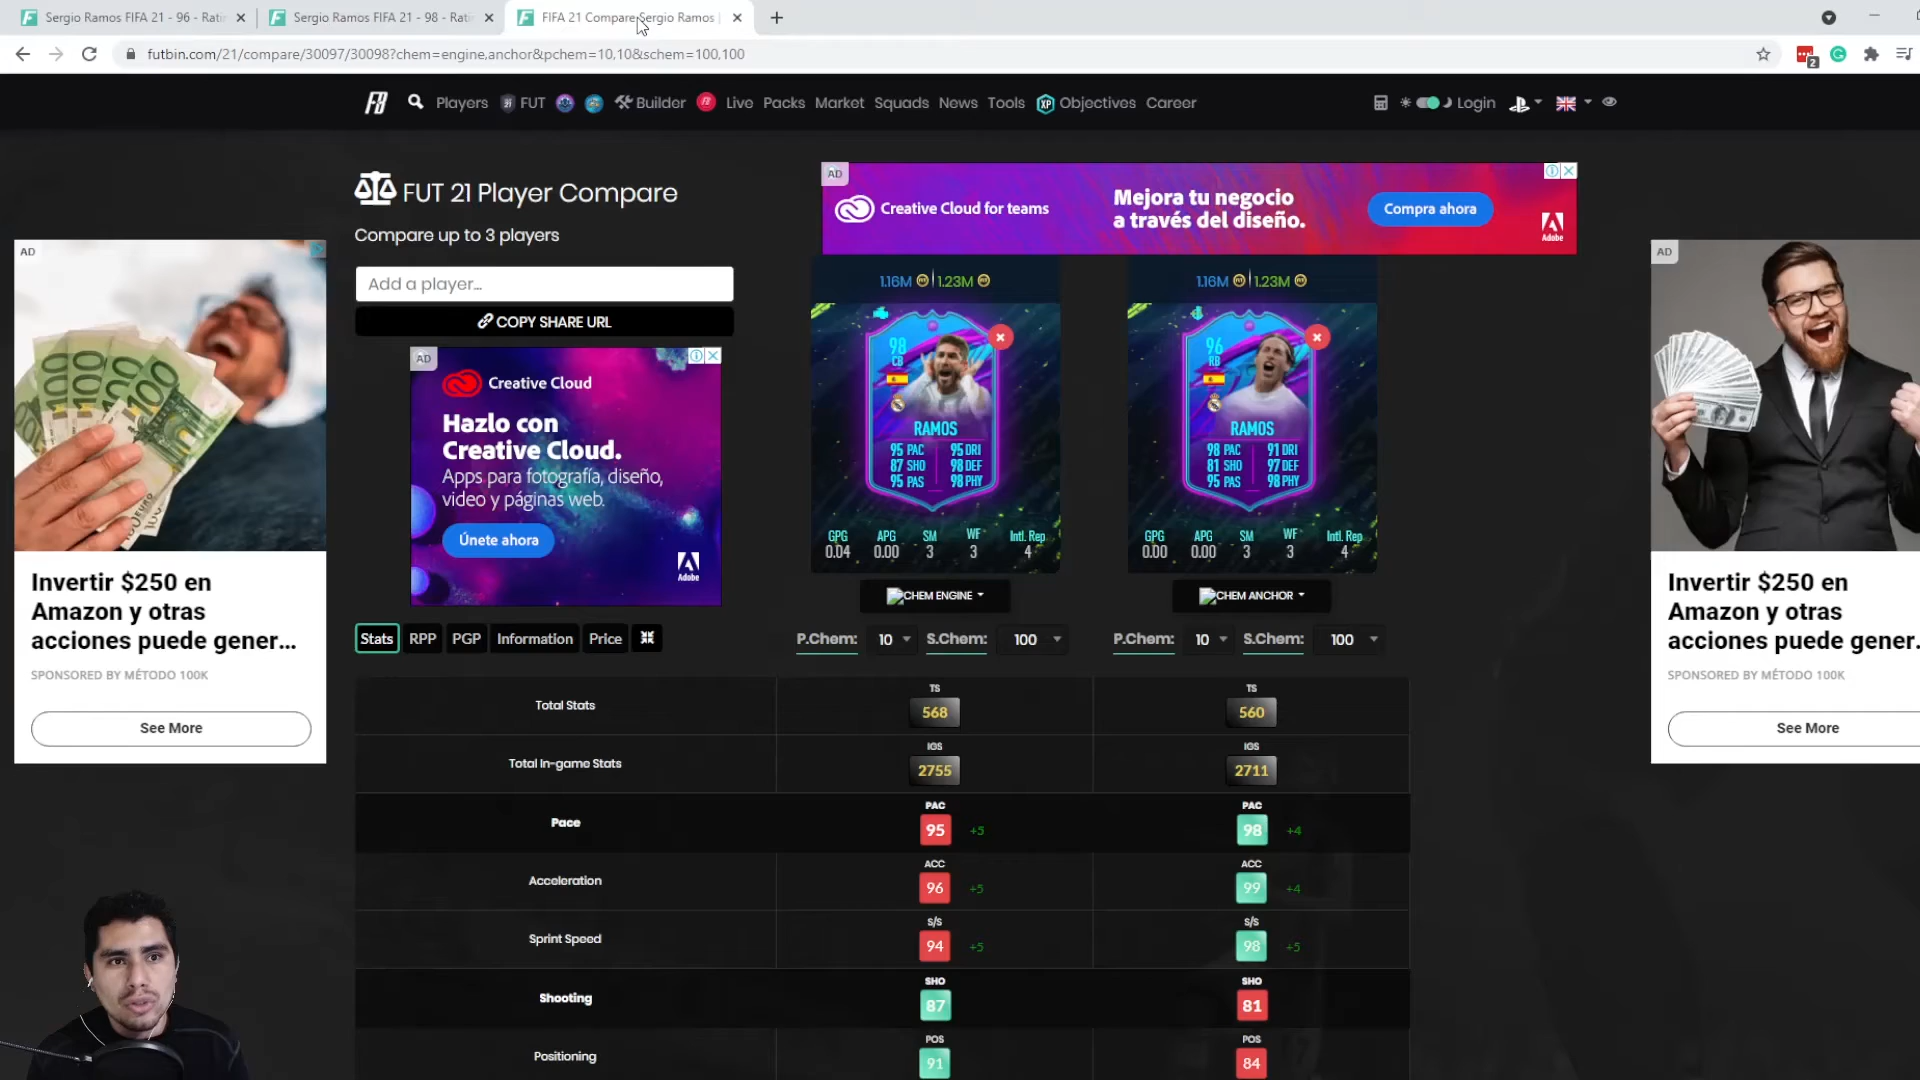 Sergio Ramos FIFA 21 - 96 - Rati
Sergio Ramos FIFA 21 - 98 - Rati
FIFA 21 Compare Sergio Ramos |
futbin.com/21/compare/30097/30098?chem=engine,anchor&pchem=10,10&schem=100,100
2
Players
FUT
Builder
Live
Packs
Market
Squads
News
Tools
XP Objectives
Career
Login
FUT 21 Player Compare
Compare up to 3 players
Add a player...
COPY SHARE URL
AD
Creative Cloud for teams
Mejora tu negocio
a través del diseño.
Compra ahora
Adobe
AD
Invertir $250 en
Amazon y otras
acciones puede gener...
SPONSORED BY MÉTODO 100K
See More
AD
Creative Cloud
Hazlo con
Creative Cloud.
Apps para fotografía, diseño,
video y páginas web.
Únete ahora
Adobe
1.16M | 1.23M
98
CB
RAMOS
95 PAC 95 DRI
87 SHO 98 DEF
95 PAS 98 PHY
GPG APG SM WF Intl. Rep
0.04 0.00 3 3 4
CHEM ENGINE
1.16M | 1.23M
96
RB
RAMOS
98 PAC 91 DRI
81 SHO 97 DEF
95 PAS 98 PHY
GPG APG SM WF Intl. Rep
0.00 0.00 3 3 4
CHEM ANCHOR
AD
Invertir $250 en
Amazon y otras
acciones puede gener.
SPONSORED BY MÉTODO 100K
See More
Stats RPP PGP Information Price
P.Chem: 10 S.Chem: 100
P.Chem: 10 S.Chem: 100
TS TS
Total Stats 568 560
IGS IGS
Total In-game Stats 2755 2711
PAC PAC
Pace 95 +5 98 +4
ACC ACC
Acceleration 96 +5 99 +4
S/S S/S
Sprint Speed 94 +5 98 +5
SHO SHO
Shooting 87 81
POS POS
Positioning 91 84